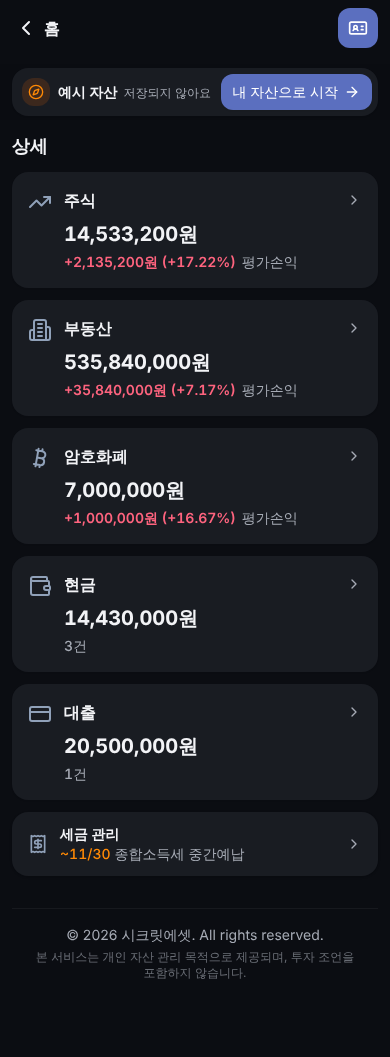 홈
예시 자산 저장되지 않아요 내 자산으로 시작
상세
주식
14,533,200원
+2,135,200원 (+17.22%) 평가손익
부동산
535,840,000원
+35,840,000원 (+7.17%) 평가손익
암호화폐
7,000,000원
+1,000,000원 (+16.67%) 평가손익
현금
14,430,000원
3건
대출
20,500,000원
1건
세금 관리
~11/30 종합소득세 중간예납
© 2026 시크릿에셋. All rights reserved.
본 서비스는 개인 자산 관리 목적으로 제공되며, 투자 조언을
포함하지 않습니다.